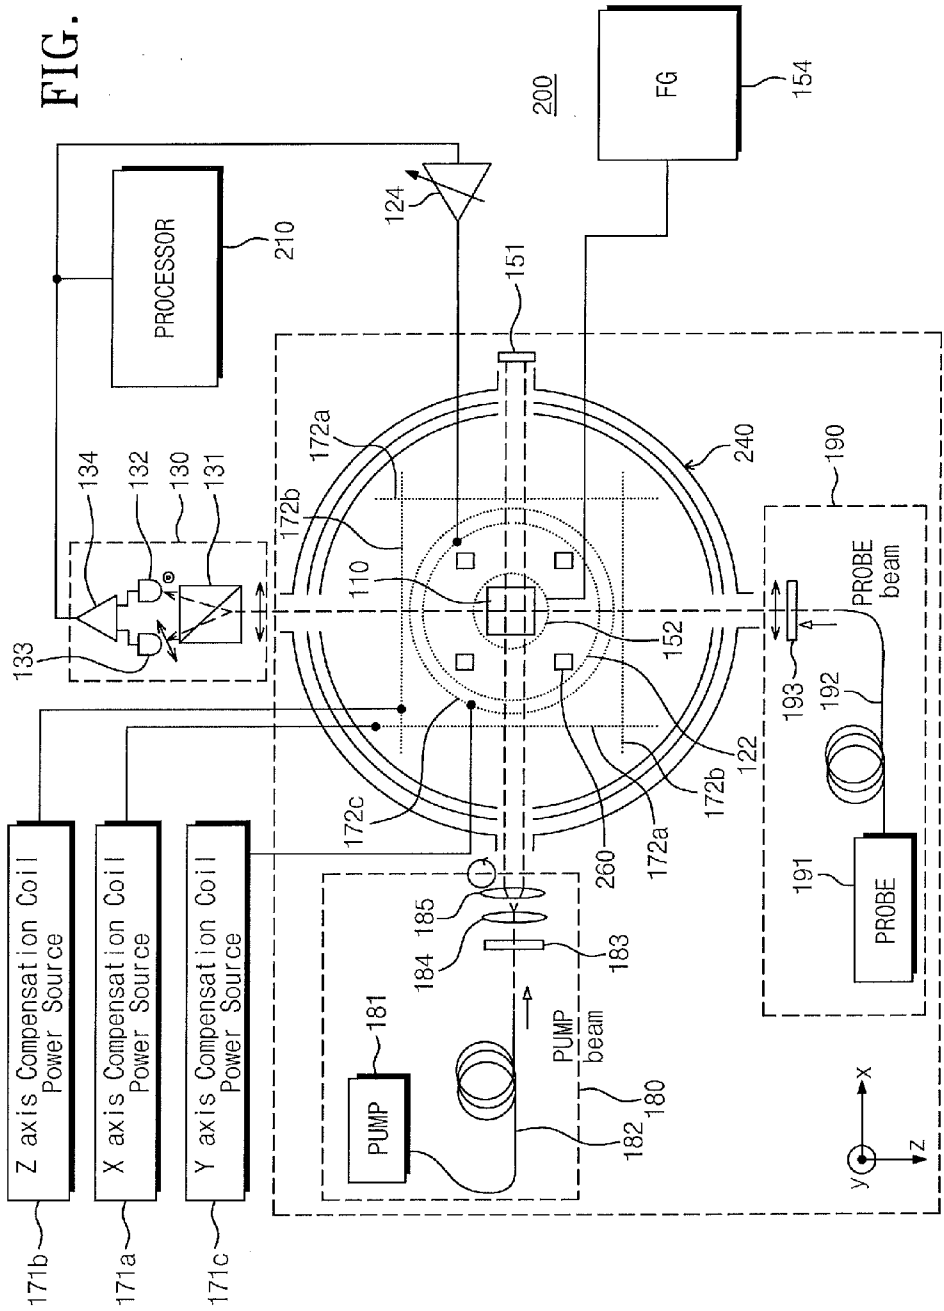 FIG.
200
FG
154
PROCESSOR
210
124
151
134
132
130
131
133
172b
172a
110
240
152
172c
260
172a
172b
122
190
PROBE
beam
193
192
191
PROBE
Z axis Compensation Coil
Power Source
171b
X axis Compensation Coil
Power Source
171a
Y axis Compensation Coil
Power Source
171c
185
184
183
181
PUMP
PUMP
beam
180
182
x
y
z